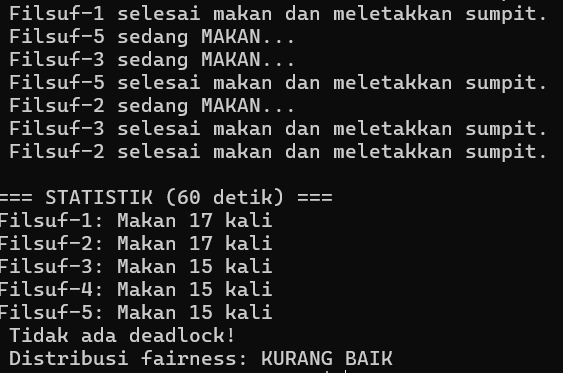 Filsuf-1 selesai makan dan meletakkan sumpit.
Filsuf-5 sedang MAKAN...
Filsuf-3 sedang MAKAN...
Filsuf-5 selesai makan dan meletakkan sumpit.
Filsuf-2 sedang MAKAN...
Filsuf-3 selesai makan dan meletakkan sumpit.
Filsuf-2 selesai makan dan meletakkan sumpit.
=== STATISTIK (60 detik) ===
Filsuf-1: Makan 17 kali
Filsuf-2: Makan 17 kali
Filsuf-3: Makan 15 kali
Filsuf-4: Makan 15 kali
Filsuf-5: Makan 15 kali
Tidak ada deadlock!
Distribusi fairness: KURANG BAIK